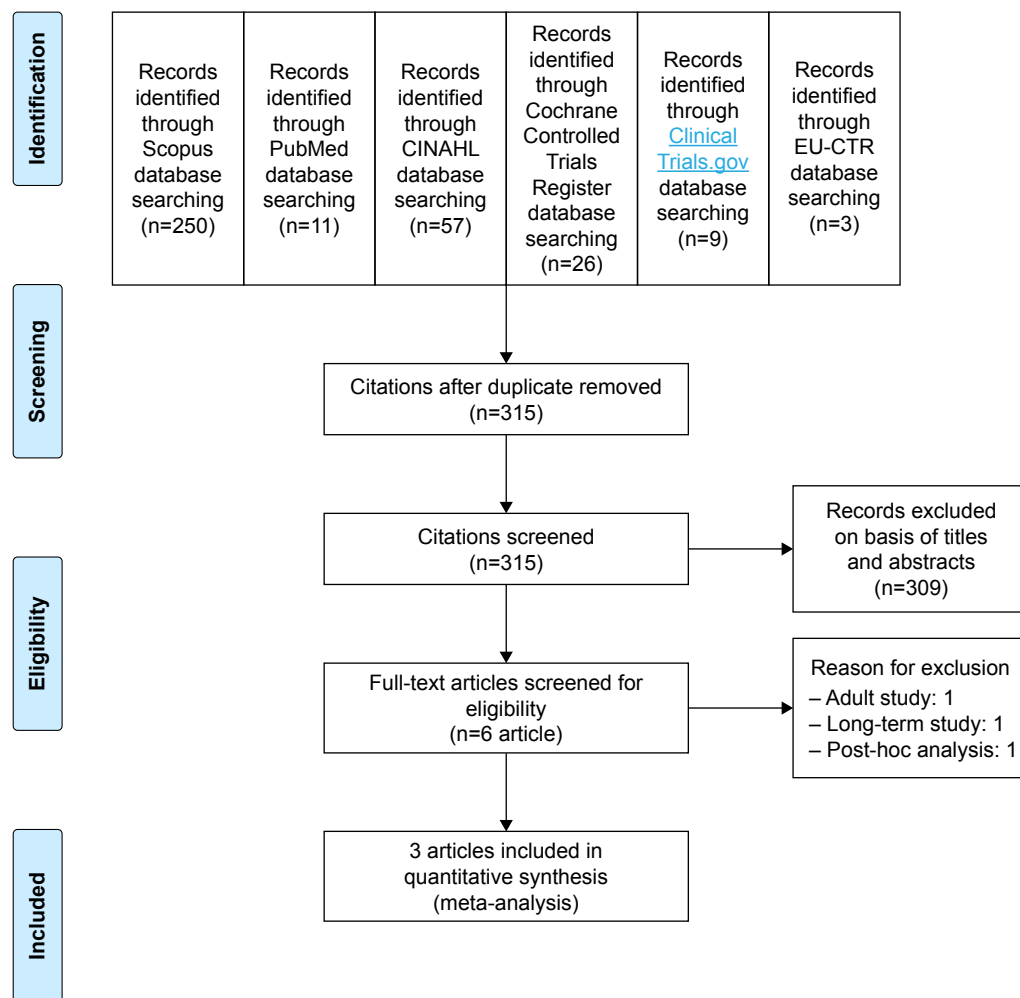 Identification
Records
identified
through
Scopus
database
searching
(n=250)
Records
identified
through
PubMed
database
searching
(n=11)
Records
identified
through
CINAHL
database
searching
(n=57)
Records
identified
through
Cochrane
Controlled
Trials
Register
database
searching
(n=26)
Records
identified
through
Clinical
Trials.gov
database
searching
(n=9)
Records
identified
through
EU-CTR
database
searching
(n=3)
Screening
Citations after duplicate removed
(n=315)
Citations screened
(n=315)
Records excluded
on basis of titles
and abstracts
(n=309)
Eligibility
Full-text articles screened for
eligibility
(n=6 article)
Reason for exclusion
– Adult study: 1
– Long-term study: 1
– Post-hoc analysis: 1
Included
3 articles included in
quantitative synthesis
(meta-analysis)